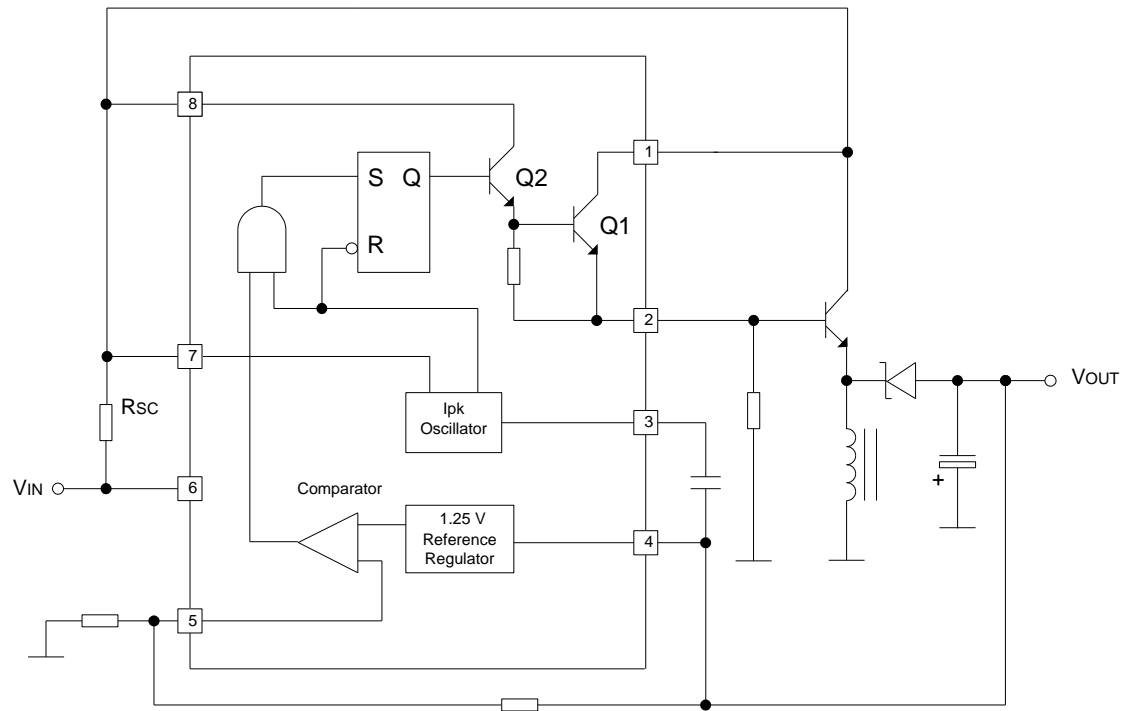 8
1
S Q
Q2
Q1
R
2
7
RSC
Ipk
Oscillator
3
VOUT
VIN
6
Comparator
+
1.25 V
Reference
Regulator
4
5